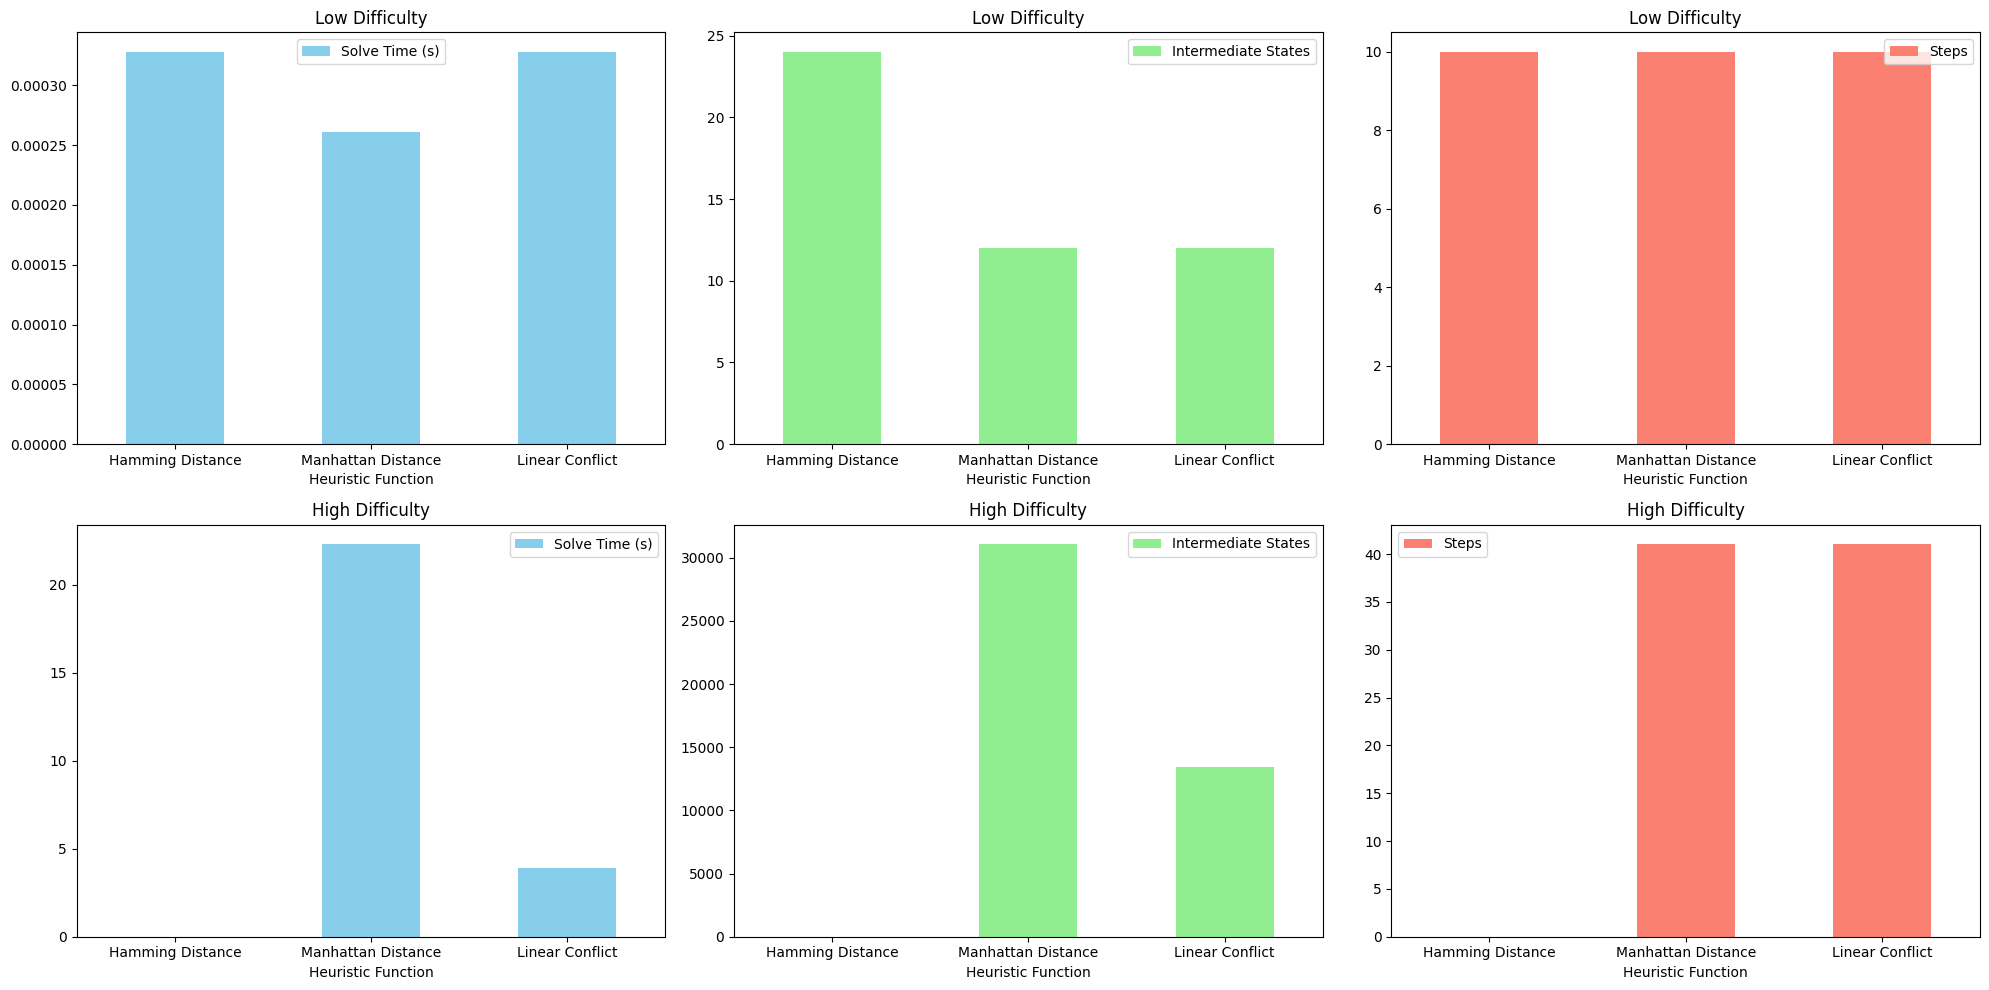 Low Difficulty
Solve Time (s)
0.00030
0.00025
0.00020
0.00015
0.00010
0.00005
0.00000
Hamming Distance Manhattan Distance Linear Conflict
Heuristic Function
Low Difficulty
Intermediate States
25
20
15
10
5
0
Hamming Distance Manhattan Distance Linear Conflict
Heuristic Function
Low Difficulty
Steps
10
8
6
4
2
0
Hamming Distance Manhattan Distance Linear Conflict
Heuristic Function
High Difficulty
Solve Time (s)
20
15
10
5
0
Hamming Distance Manhattan Distance Linear Conflict
Heuristic Function
High Difficulty
Intermediate States
30000
25000
20000
15000
10000
5000
0
Hamming Distance Manhattan Distance Linear Conflict
Heuristic Function
High Difficulty
Steps
40
35
30
25
20
15
10
5
0
Hamming Distance Manhattan Distance Linear Conflict
Heuristic Function